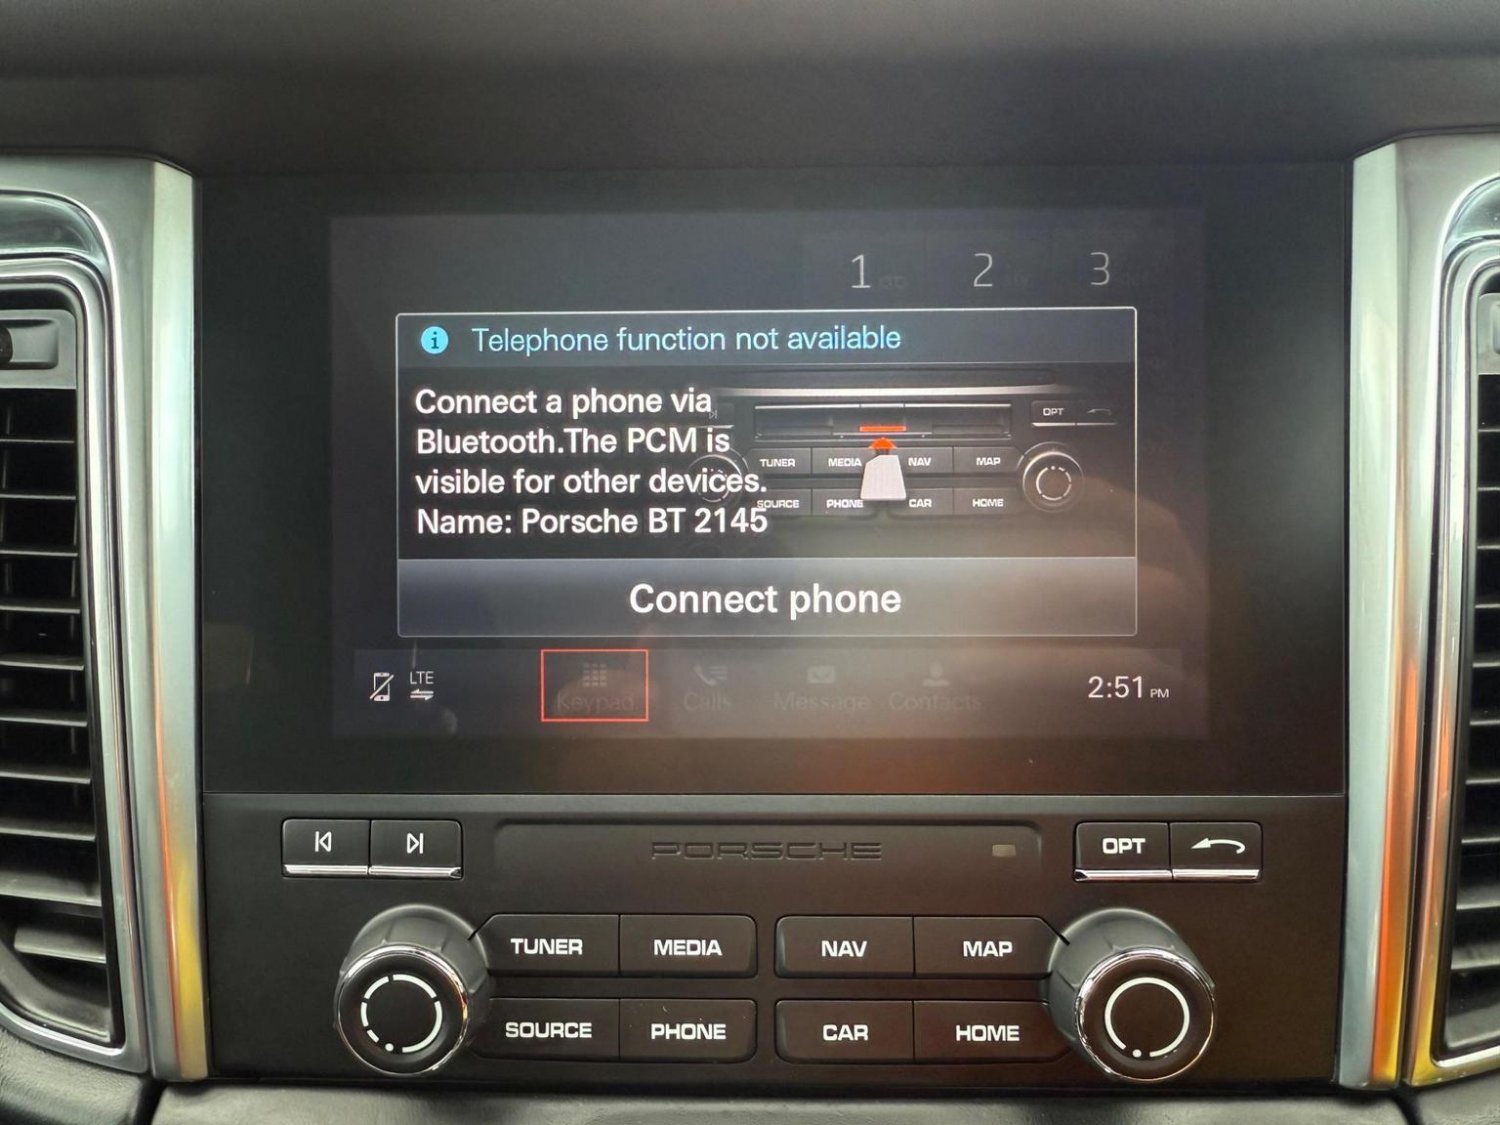 1 2 3
Telephone function not available
Connect a phone via
Bluetooth.The PCM is
visible for other devices.
Name: Porsche BT 2145
OPT
TUNER MEDIA NAV MAP
SOURCE PHONE CAR HOME
Connect phone
LTE
Keypad Calls Message Contacts
2:51 PM
PORSCHE
OPT
TUNER MEDIA NAV MAP
SOURCE PHONE CAR HOME